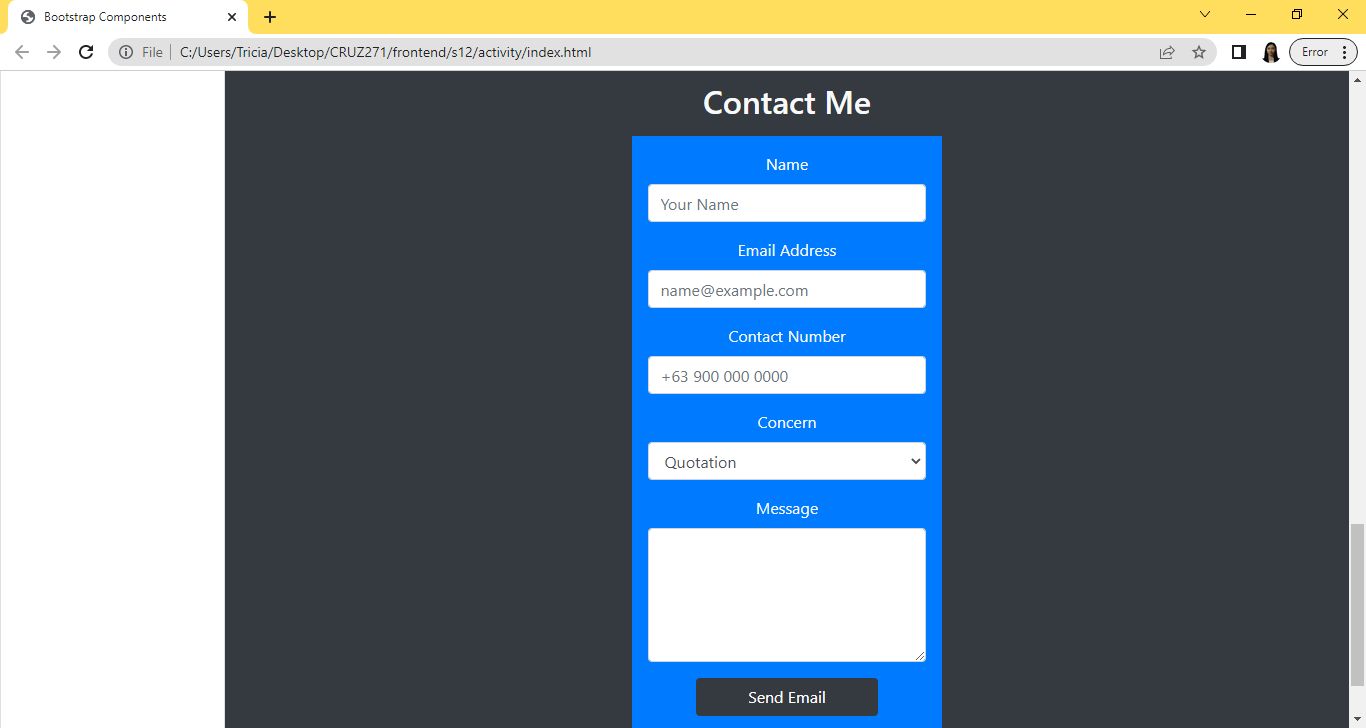 Bootstrap Components
File
C:/Users/Tricia/Desktop/CRUZ271/frontend/s12/activity/index.html
Error
Contact Me
Name
Your Name
Email Address
name@example.com
Contact Number
+63 900 000 0000
Concern
Quotation
Message
Send Email